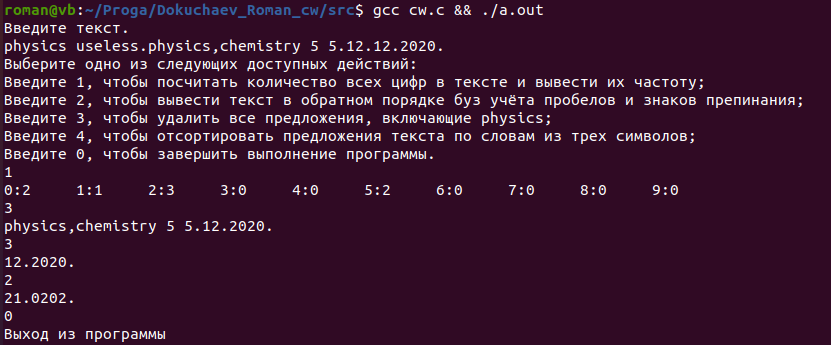 roman@vb:~/Proga/Dokuchaev_Roman_cw/src$ gcc cw.c && ./a.out
Введите текст.
physics useless.physics,chemistry 5 5.12.12.2020.
Выберите одно из следующих доступных действий:
Введите 1, чтобы посчитать количество всех цифр в тексте и вывести их частоту;
Введите 2, чтобы вывести текст в обратном порядке буз учёта пробелов и знаков препинания;
Введите 3, чтобы удалить все предложения, включающие physics;
Введите 4, чтобы отсортировать предложения текста по словам из трех символов;
Введите 0, чтобы завершить выполнение программы.
1
0:2 1:1 2:3 3:0 4:0 5:2 6:0 7:0 8:0 9:0
3
physics,chemistry 5 5.12.2020.
3
12.2020.
2
21.0202.
0
Выход из программы